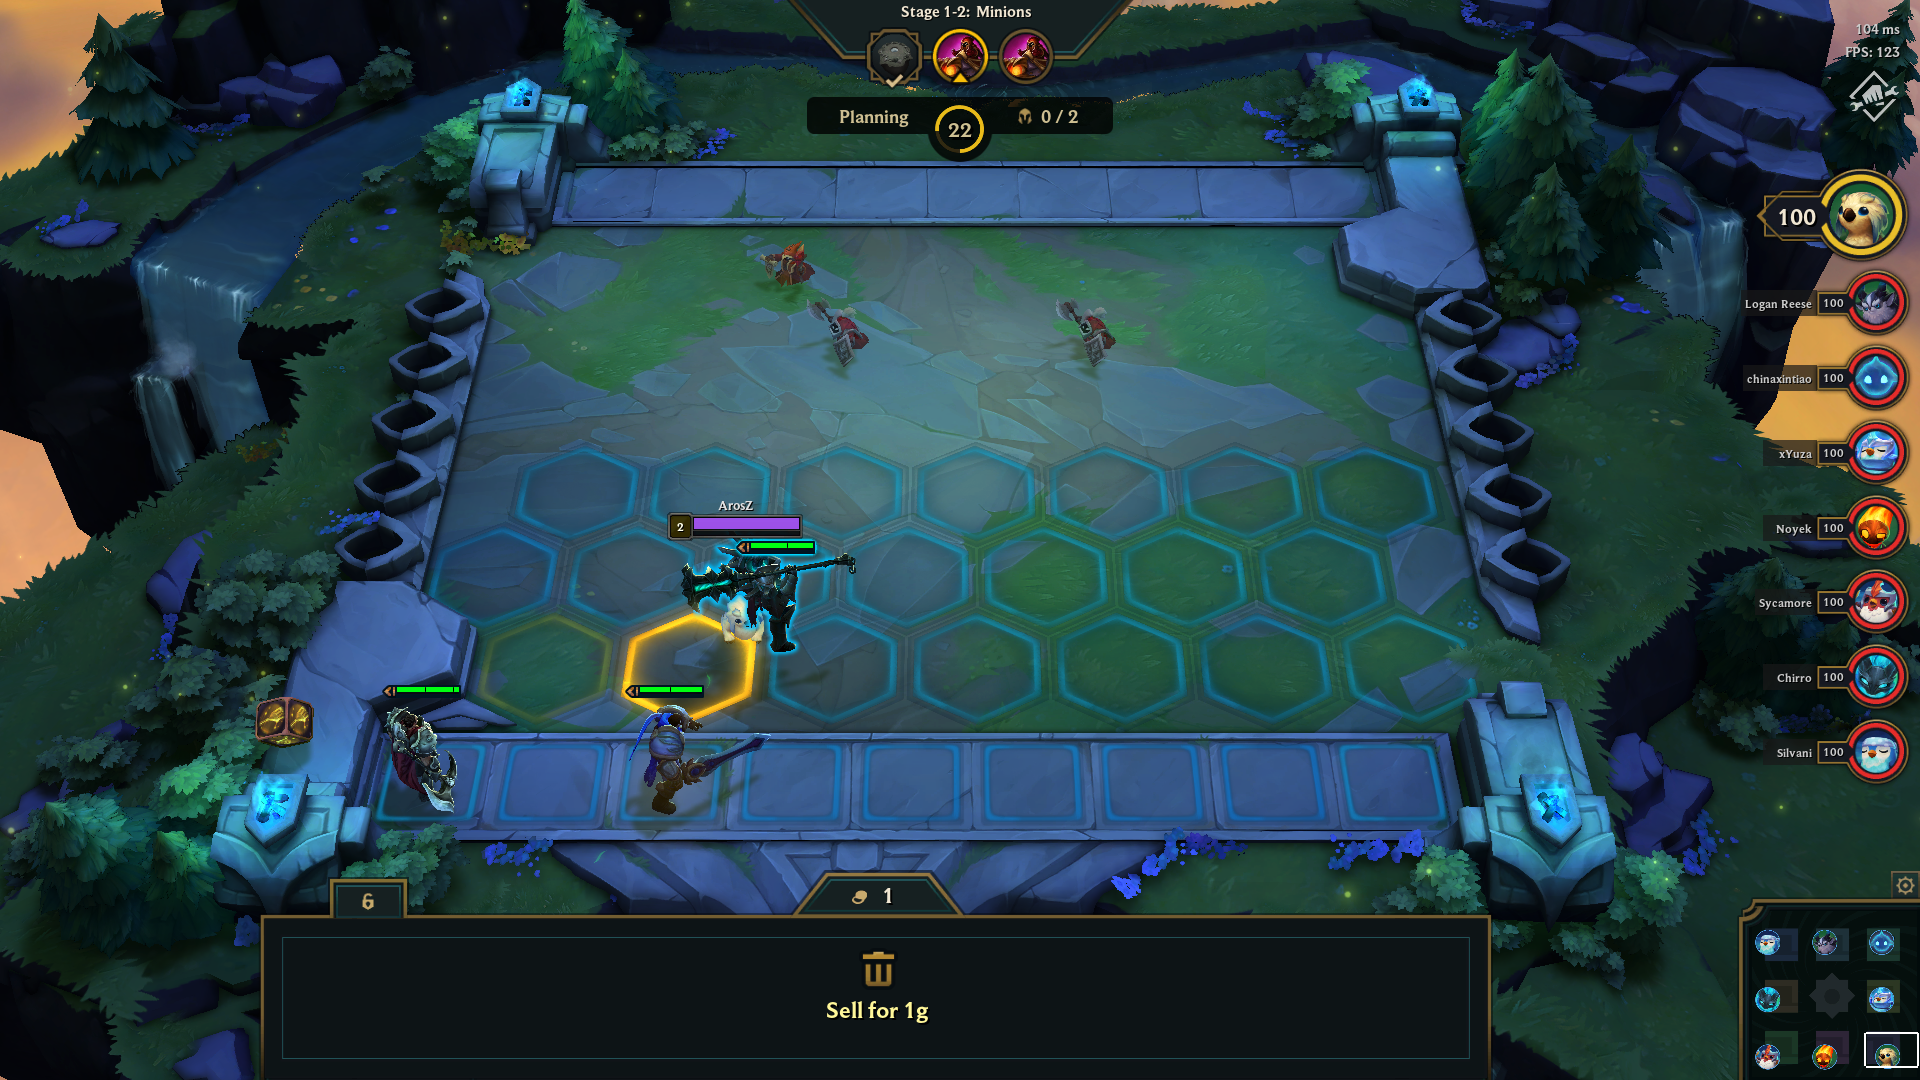 Stage 1-2: Minions
104 ms
FPS: 123
Planning
22
0 / 2
100
Logan Reese 100
chinaxintiao 100
xYuza 100
ArosZ
2
Noyek 100
Sycamore 100
Chirro 100
Silvani 100
6
1
Sell for 1g